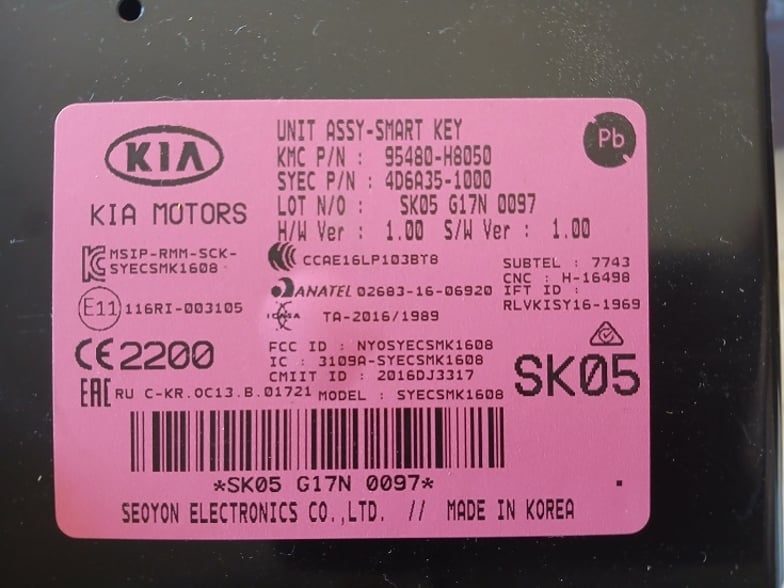 KIA
KIA MOTORS
UNIT ASSY-SMART KEY
KMC P/N : 95480-H8050
SYEC P/N : 4D6A35-1000
LOT N/O : SK05 G17N 0097
H/W Ver : 1.00 S/W Ver : 1.00
Pb
MSIP-RMM-SCK-
SYECSMK1608
CCAE16LP103BT8
SUBTEL : 7743
CNC : H-16498
IFT ID :
RLVKISY16-1969
E11 116RI-003105
ANATEL 02683-16-06920
ICASA TA-2016/1989
CE2200
FCC ID : NYOSYECSMK1608
IC : 3109A-SYECSMK1608
CMIIT ID : 2016DJ3317
SK05
EAC RU C-KR.OC13.B.01721 MODEL : SYECSMK1608
*SK05 G17N 0097*
SEOYON ELECTRONICS CO.,LTD. // MADE IN KOREA